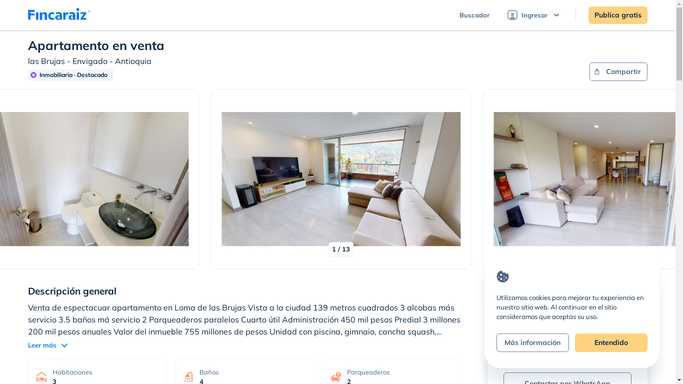 Fincaraiz
Buscador
Ingresar
Publica gratis
Apartamento en venta
las Brujas - Envigado - Antioquia
Inmobiliaria - Destacado
Compartir
1 / 13
Descripción general
Venta de espectacuar apartamento en Loma de las Brujas Vista a la ciudad 139 metros cuadrados 3 alcobas más
servicio 3.5 baños má servicio 2 Parqueaderos paralelos Cuarto útil Administración 450 mil pesos Predial 3 millones
200 mil pesos anuales Valor del inmueble 755 millones de pesos Unidad con piscina, gimnaio, cancha squash,...
Leer más
Habitaciones
3
Baños
4
Parqueaderos
2
Utilizamos cookies para mejorar tu experiencia en
nuestro sitio web. Al continuar en el sitio
consideramos que aceptas su uso.
Más información
Entendido
Contactar por WhatsApp